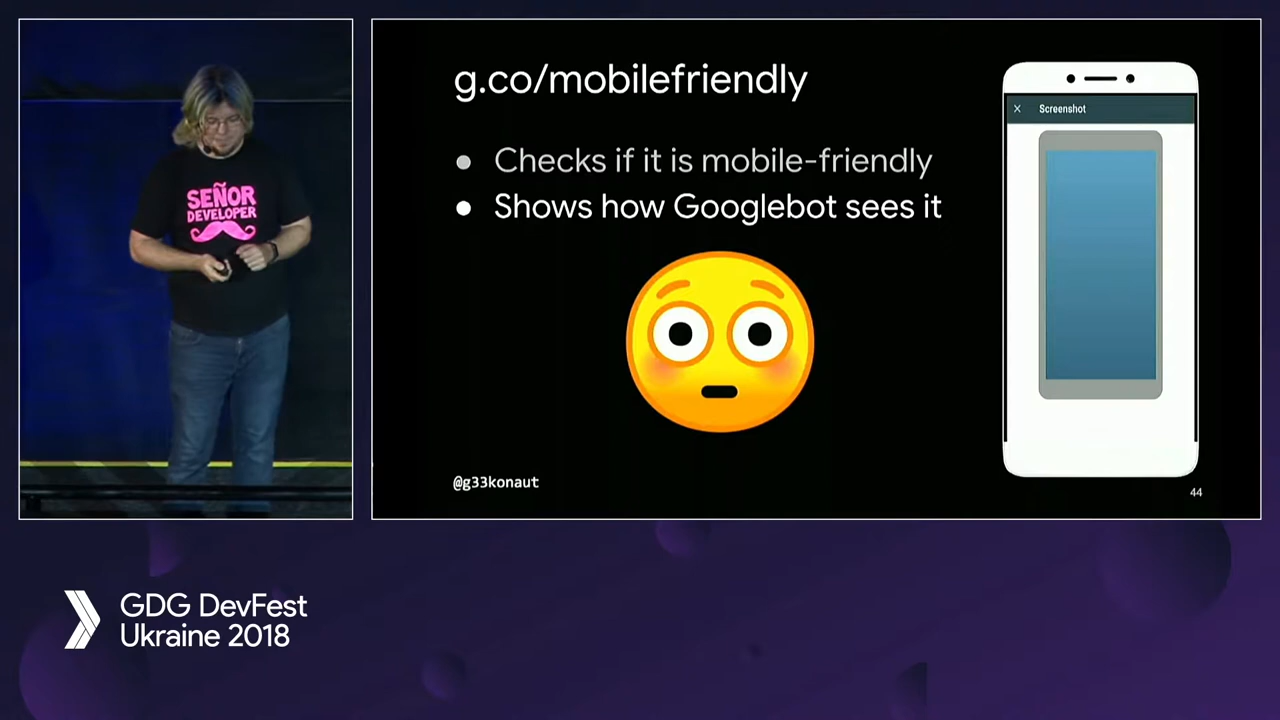 SEÑOR
DEVELOPER
g.co/mobilefriendly
● Checks if it is mobile-friendly
● Shows how Googlebot sees it
× Screenshot
@g33konaut
44
GDG DevFest
Ukraine 2018